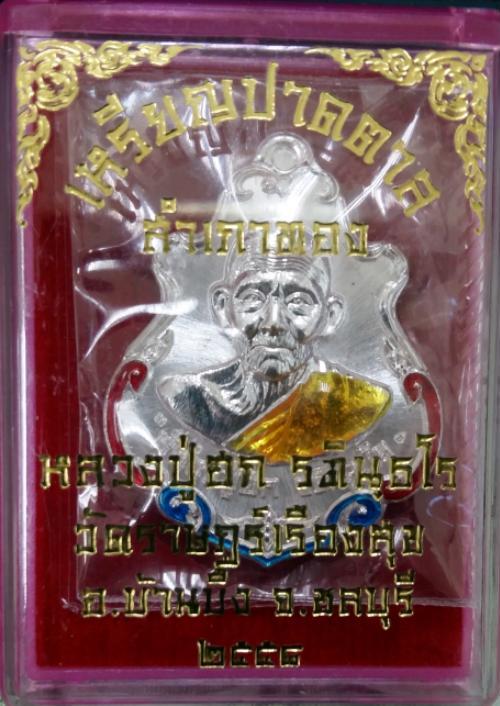 เหรียญปาดตาล
สำเภาทอง
หลวงปู่ฮก รตินฺธโร
วัดราษฎร์เรืองสุข
อ.บ้านบึง จ.ชลบุรี
๒๕๕๘